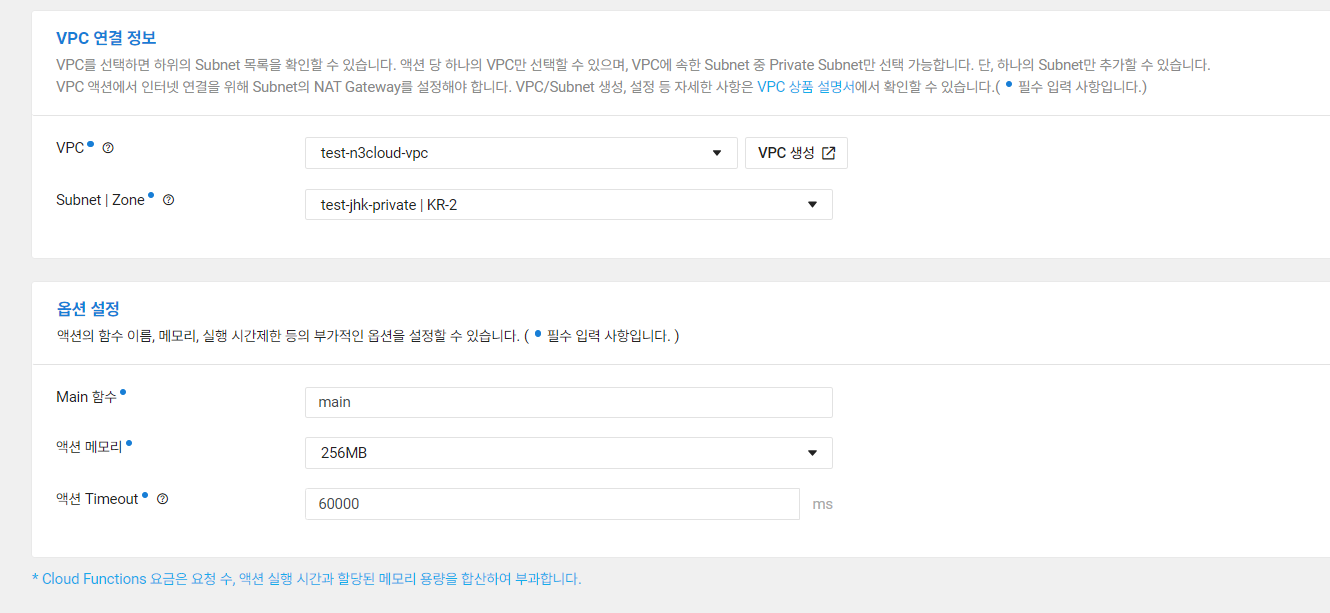 VPC 연결 정보
VPC를 선택하면 하위의 Subnet 목록을 확인할 수 있습니다. 액션 당 하나의 VPC만 선택할 수 있으며, VPC에 속한 Subnet 중 Private Subnet만 선택 가능합니다. 단, 하나의 Subnet만 추가할 수 있습니다.
VPC 액션에서 인터넷 연결을 위해 Subnet의 NAT Gateway를 설정해야 합니다. VPC/Subnet 생성, 설정 등 자세한 사항은 VPC 상품 설명서에서 확인할 수 있습니다.( • 필수 입력 사항입니다.)
VPC• ?
test-n3cloud-vpc
VPC 생성
Subnet | Zone• ?
test-jhk-private | KR-2
옵션 설정
액션의 함수 이름, 메모리, 실행 시간제한 등의 부가적인 옵션을 설정할 수 있습니다. ( • 필수 입력 사항입니다. )
Main 함수•
main
액션 메모리•
256MB
액션 Timeout• ?
60000
ms
* Cloud Functions 요금은 요청 수, 액션 실행 시간과 할당된 메모리 용량을 합산하여 부과합니다.